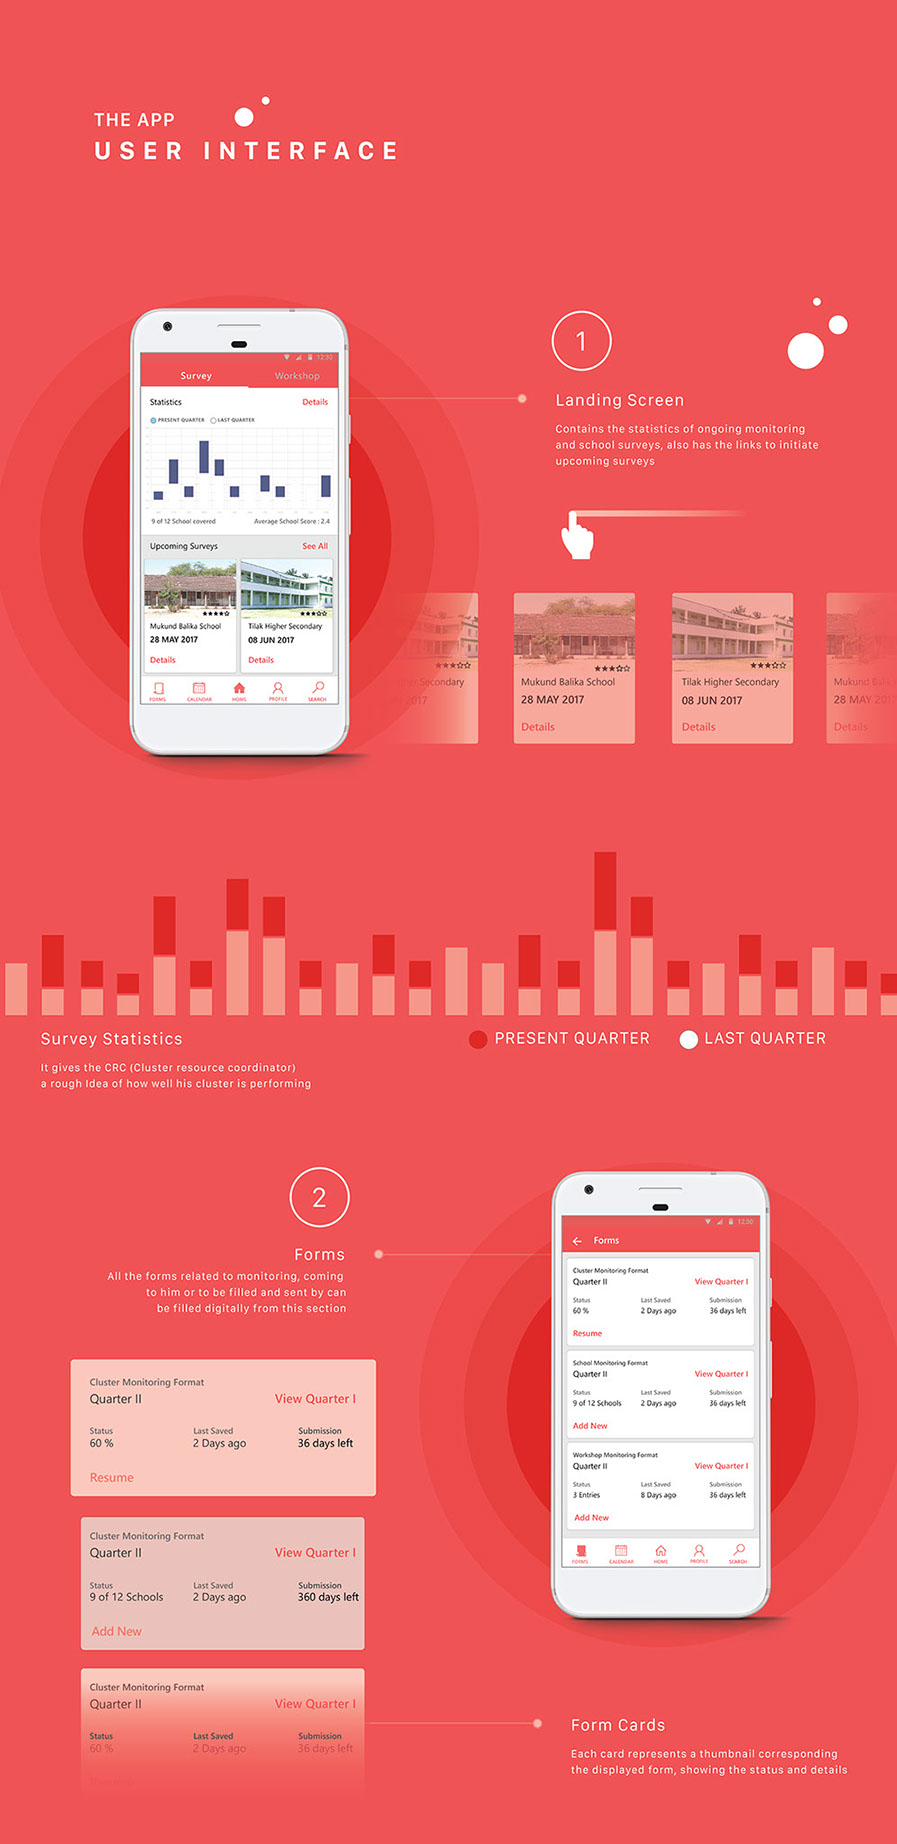 THE APP
USER INTERFACE
12:30
Survey
Workshop
Statistics
Details
PRESENT QUARTER
LAST QUARTER
9 of 12 School covered
Average School Score : 2.4
Upcoming Surveys
See All
Mukund Balika School
28 MAY 2017
Details
Tilak Higher Secondary
08 JUN 2017
Details
FORMS
CALENDAR
HOME
PROFILE
SEARCH
1
Landing Screen
Contains the statistics of ongoing monitoring
and school surveys, also has the links to initiate
upcoming surveys
Secondary
2017
Mukund Balika School
28 MAY 2017
Details
Tilak Higher Secondary
08 JUN 2017
Details
Mukund
28 MAY 2017
Details
Survey Statistics
PRESENT QUARTER
LAST QUARTER
It gives the CRC (Cluster resource coordinator)
a rough Idea of how well his cluster is performing
2
Forms
All the forms related to monitoring, coming
to him or to be filled and sent by can
be filled digitally from this section
12:30
Forms
Cluster Monitoring Format
Quarter II
View Quarter I
Status
Last Saved
Submission
60 %
2 Days ago
36 days left
Resume
School Monitoring Format
Quarter II
View Quarter I
Status
Last Saved
Submission
9 of 12 Schools
2 Days ago
36 days left
Add New
Workshop Monitoring Format
Quarter II
View Quarter I
Status
Last Saved
Submission
3 Entries
8 Days ago
36 days left
Add New
FORMS
CALENDAR
HOME
PROFILE
SEARCH
Cluster Monitoring Format
Quarter II
View Quarter I
Status
Last Saved
Submission
60 %
2 Days ago
36 days left
Resume
Cluster Monitoring Format
Quarter II
View Quarter I
Status
Last Saved
Submission
9 of 12 Schools
2 Days ago
360 days left
Add New
Cluster Monitoring Format
Quarter II
View Quarter I
Status
Last Saved
Submission
60 %
2 Days ago
36 days left
Form Cards
Each card represents a thumbnail corresponding
the displayed form, showing the status and details